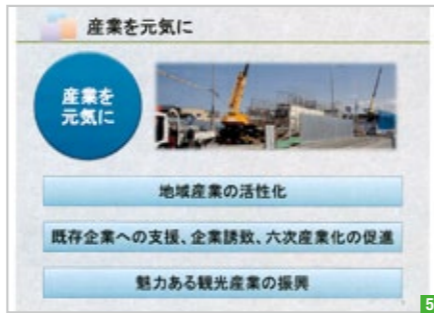 産業を元気に
産業を
元気に
地域産業の活性化
既存企業への支援、企業誘致、六次産業化の促進
魅力ある観光産業の振興
5